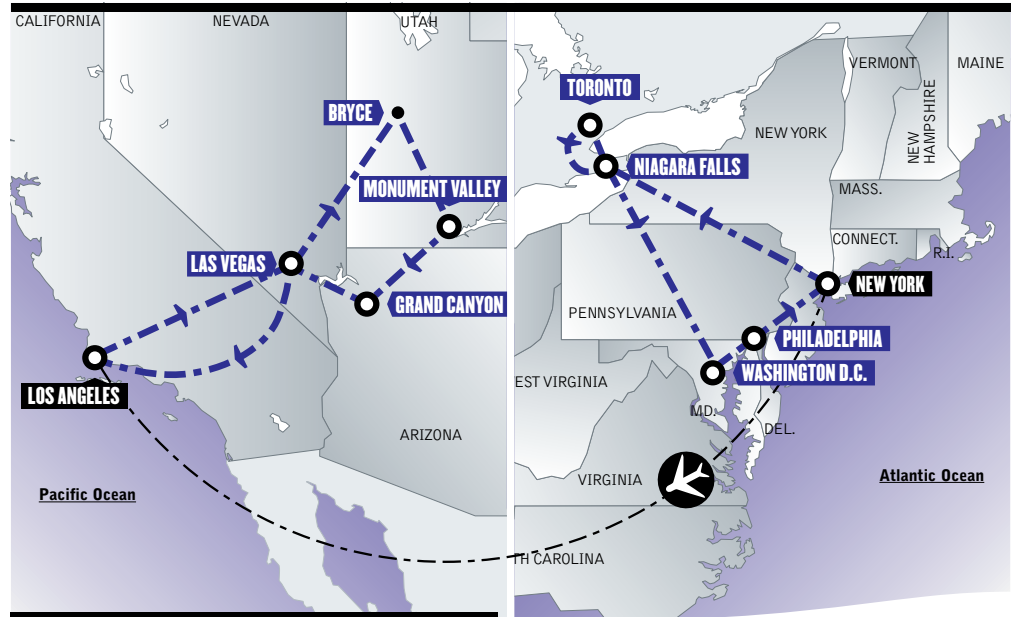 CALIFORNIA
NEVADA
UTAH
BRYCE
MONUMENT VALLEY
LAS VEGAS
GRAND CANYON
LOS ANGELES
ARIZONA
Pacific Ocean
TORONTO
VERMONT
MAINE
NEW YORK
NEW
HAMPSHIRE
NIAGARA FALLS
MASS.
CONNECT.
R.I.
NEW YORK
PENNSYLVANIA
PHILADELPHIA
WASHINGTON D.C.
EST VIRGINIA
MD.
DEL.
VIRGINIA
Atlantic Ocean
TH CAROLINA